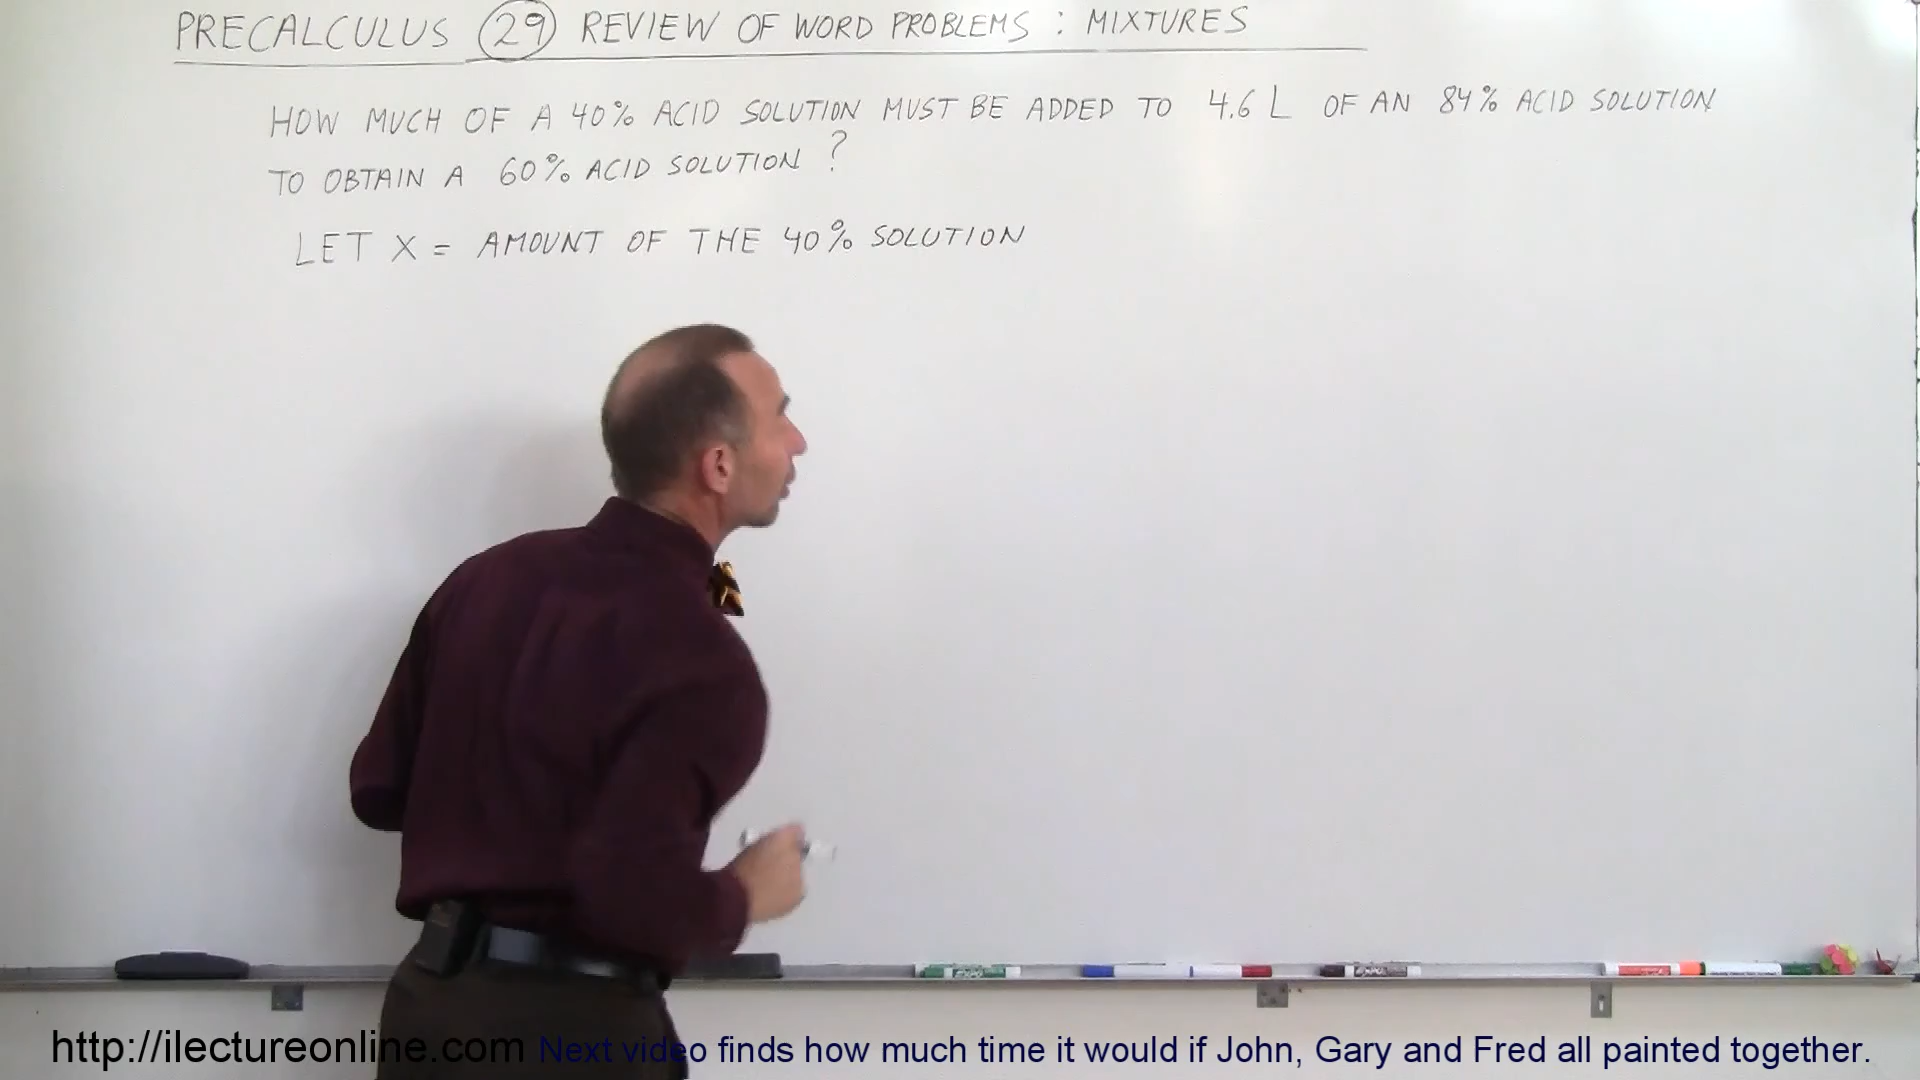 PRECALCULUS 29 REVIEW OF WORD PROBLEMS : MIXTURES
HOW MUCH OF A 40% ACID SOLUTION MUST BE ADDED TO 4.6 L OF AN 84% ACID SOLUTION
TO OBTAIN A 60% ACID SOLUTION ?
LET X = AMOUNT OF THE 40% SOLUTION
http://ilectureonline.com Next video finds how much time it would if John, Gary and Fred all painted together.